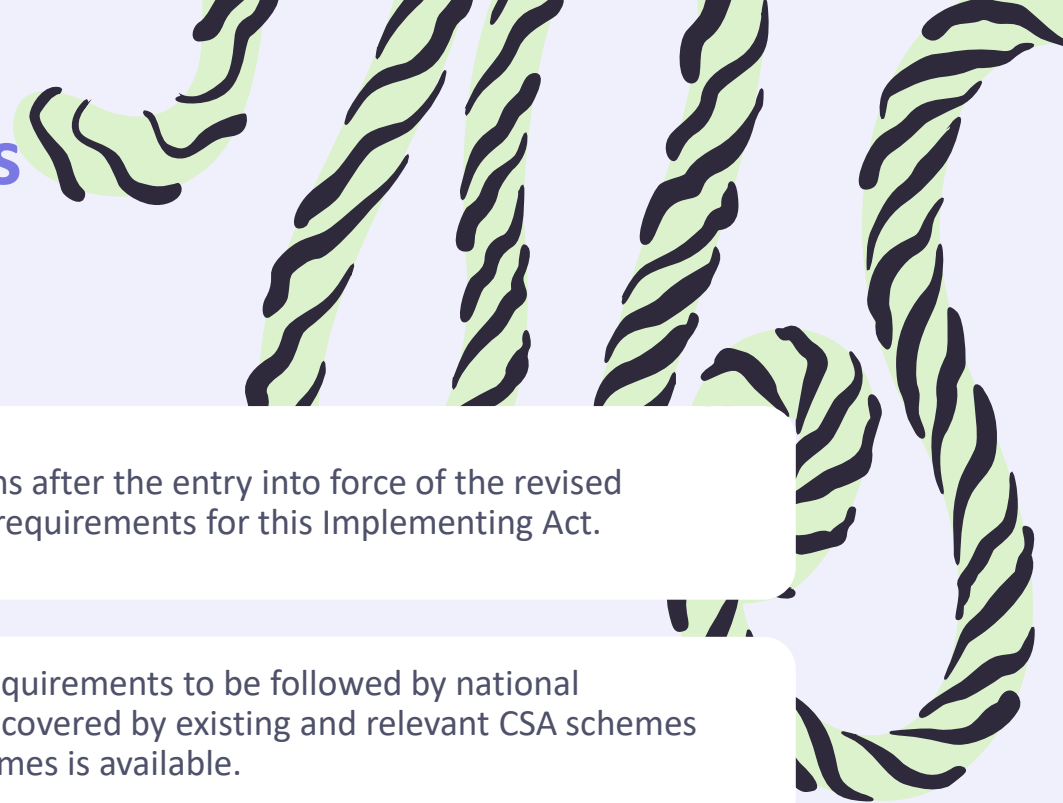 s
ns after the entry into force of the revised
requirements for this Implementing Act.
quirements to be followed by national
covered by existing and relevant CSA schemes
mes is available.